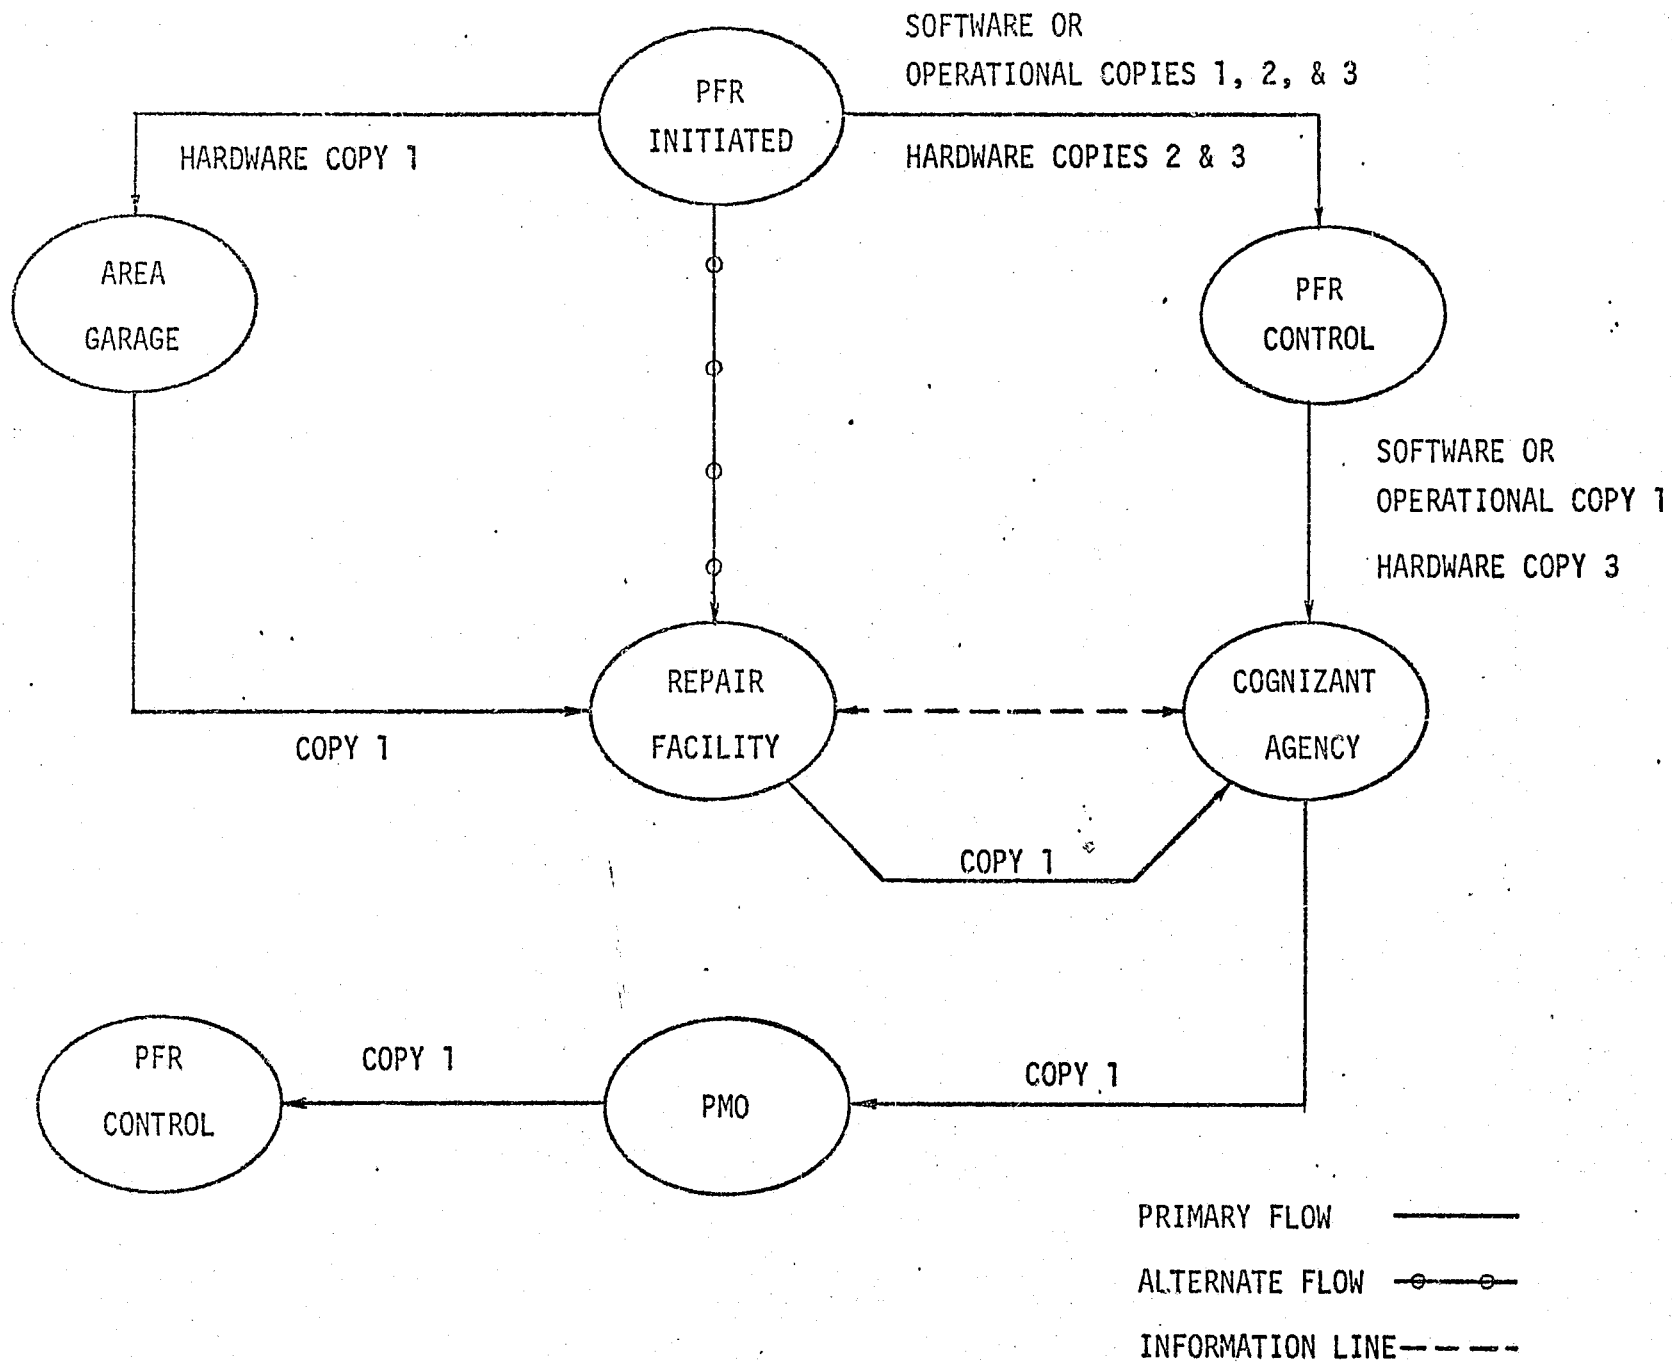 SOFTWARE OR
OPERATIONAL COPIES 1, 2, & 3
PFR
INITIATED
HARDWARE COPY 1
HARDWARE COPIES 2 & 3
AREA
GARAGE
PFR
CONTROL
SOFTWARE OR
OPERATIONAL COPY 1
HARDWARE COPY 3
REPAIR
FACILITY
COGNIZANT
AGENCY
COPY 1
COPY 1
PFR
CONTROL
COPY 1
PMO
COPY 1
PRIMARY FLOW
ALTERNATE FLOW
INFORMATION LINE